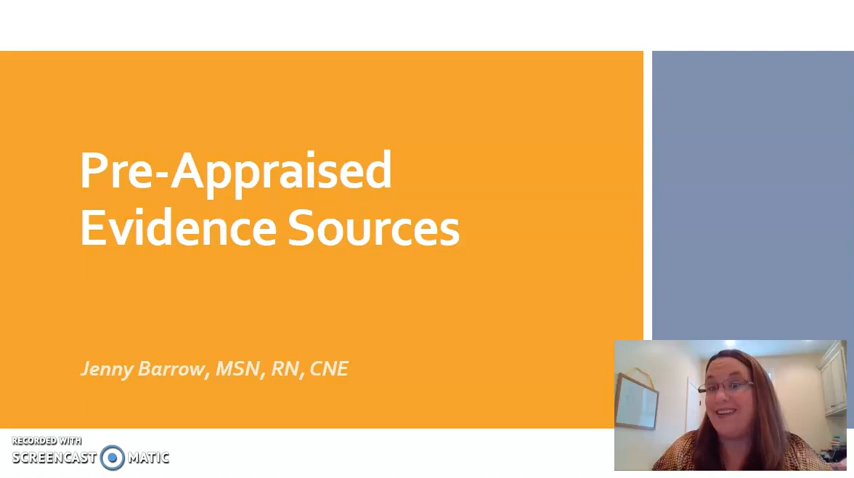 Pre-Appraised
Evidence Sources
Jenny Barrow, MSN, RN, CNE
RECORDED WITH
SCREENCAST MATIC